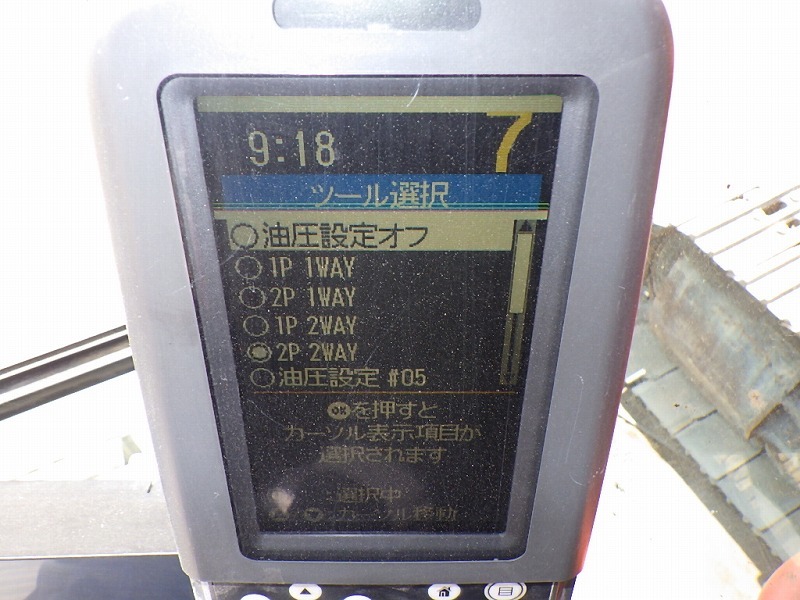 9:18 7
ツール選択
油圧設定オフ
1P 1WAY
2P 1WAY
1P 2WAY
2P 2WAY
油圧設定 #05
OKを押すと
カーソル表示項目が
選択されます
選択中
カーソル移動